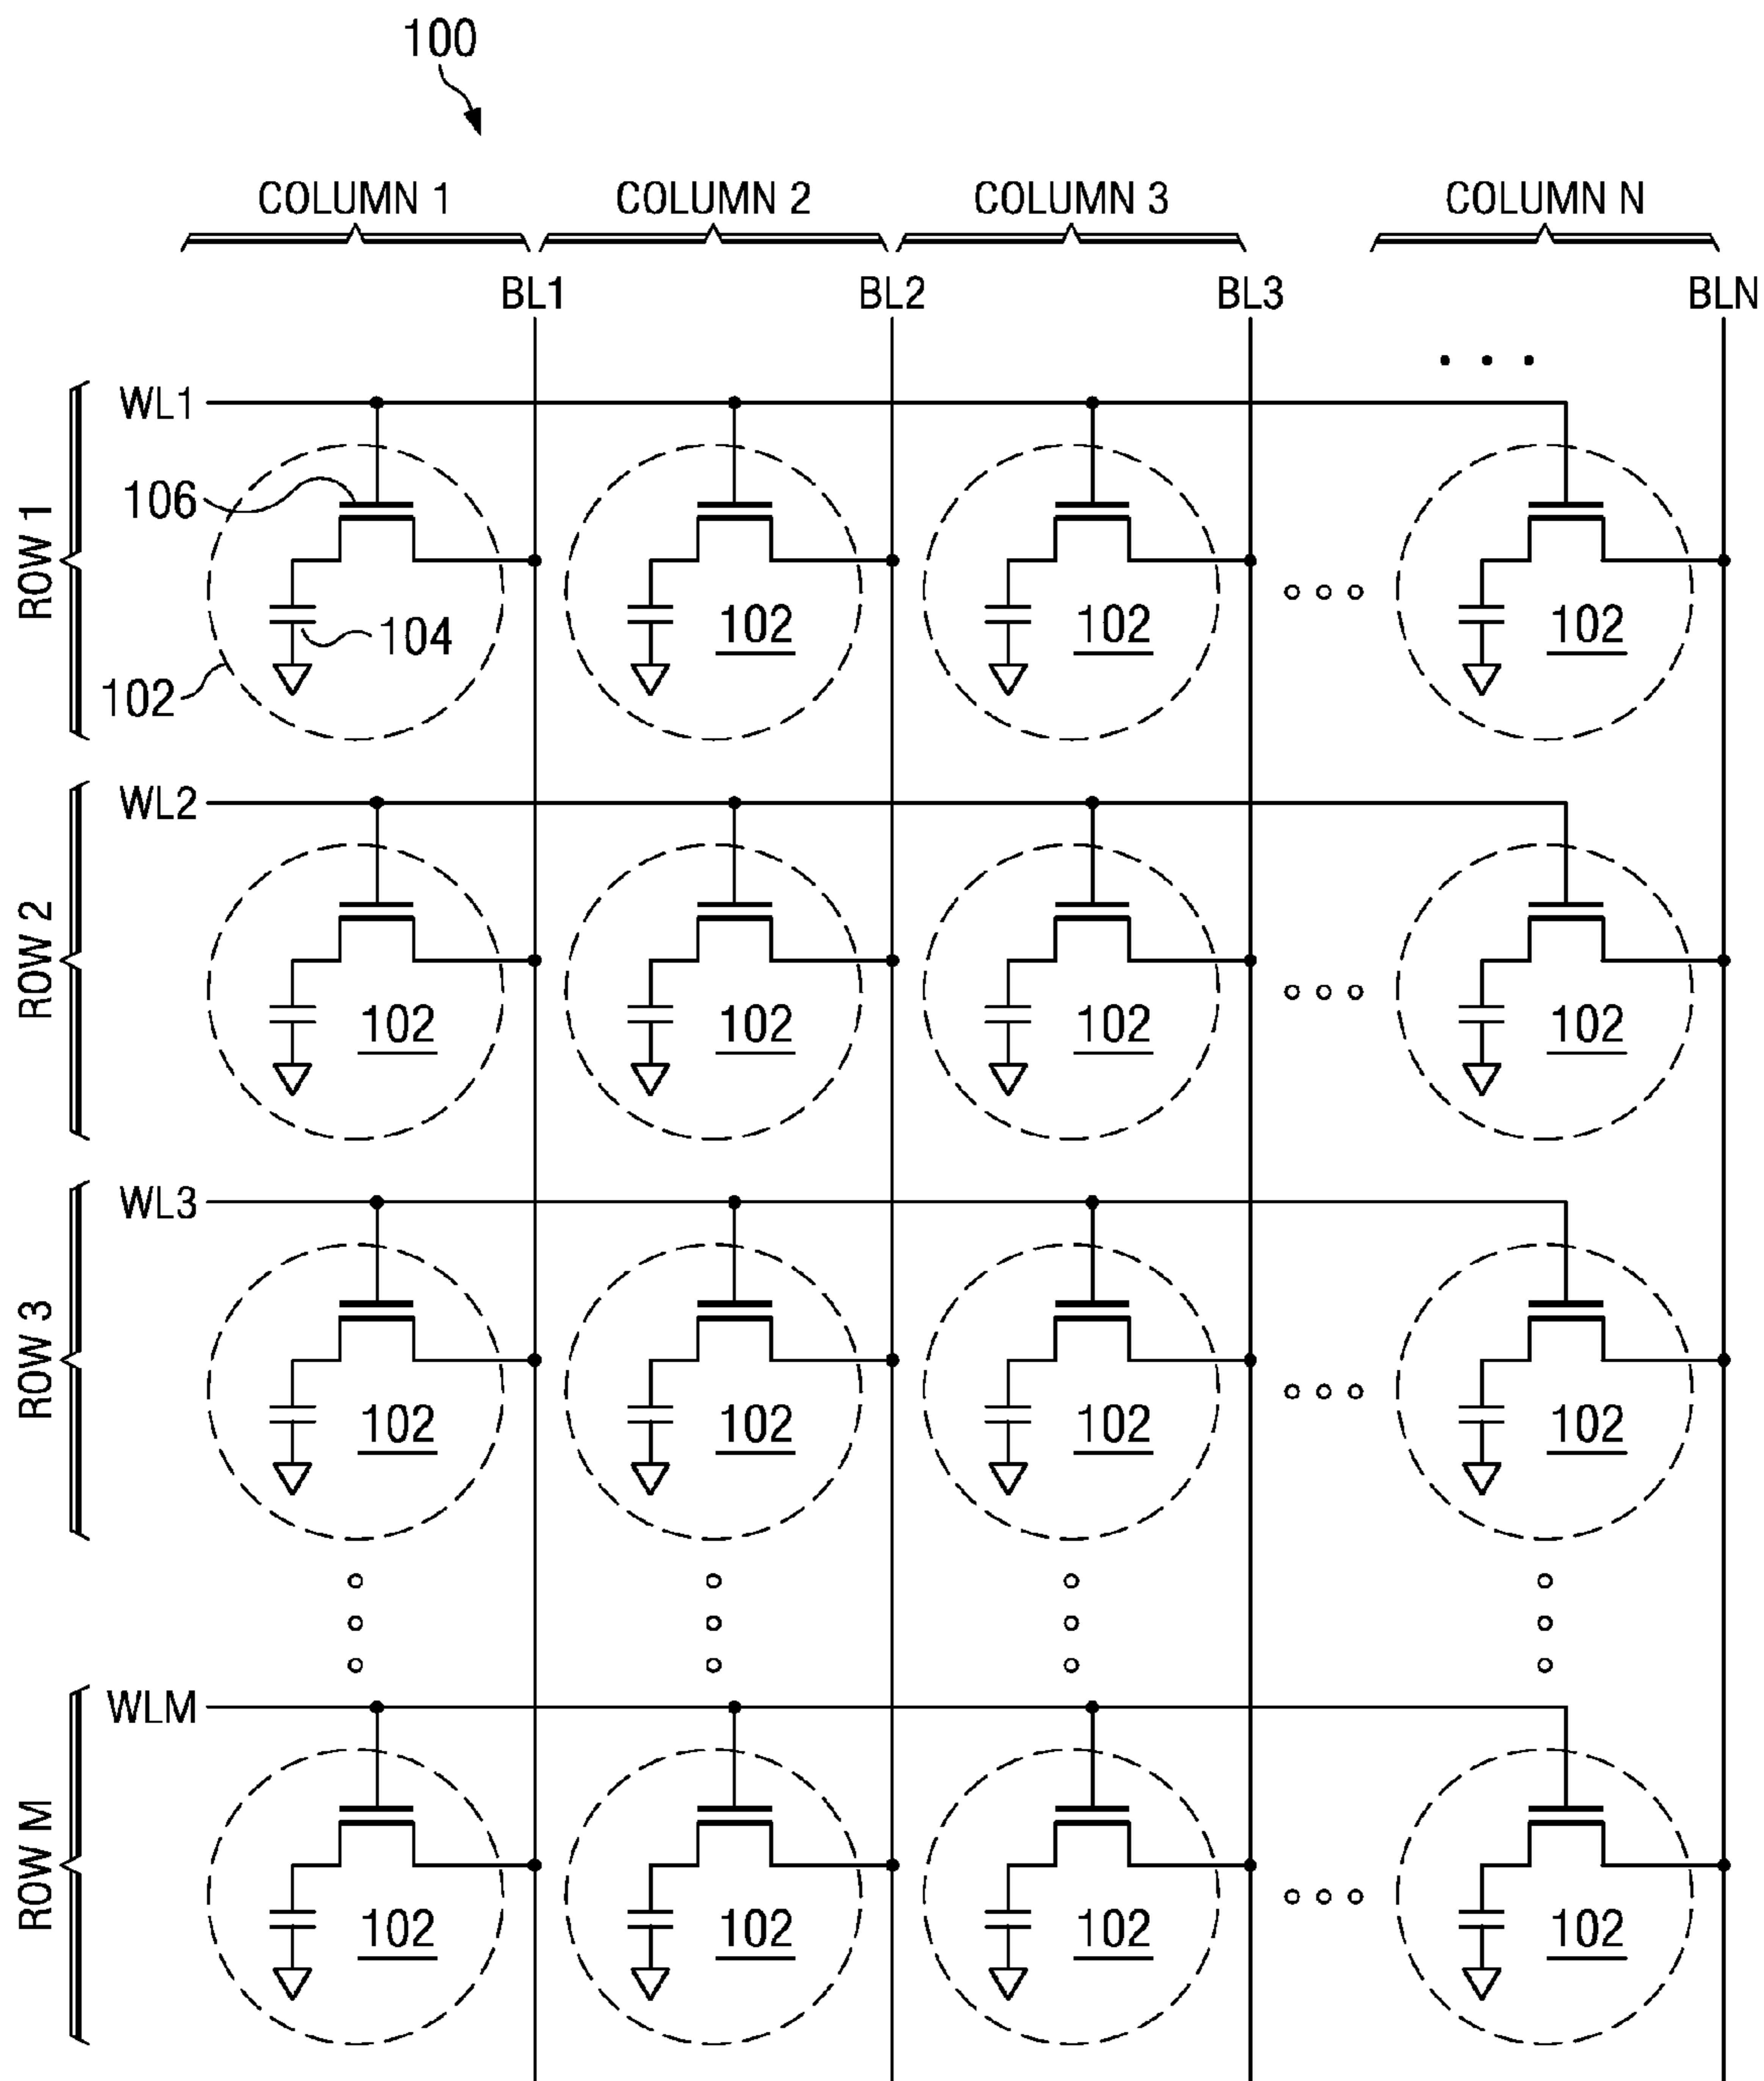 100
COLUMN 1 COLUMN 2 COLUMN 3 COLUMN N
BL1 BL2 BL3 BLN
WL1
ROW 1
106
104 102 102 102
102
WL2
ROW 2
102 102 102 102
WL3
ROW 3
102 102 102 102
WLM
ROW M
102 102 102 102